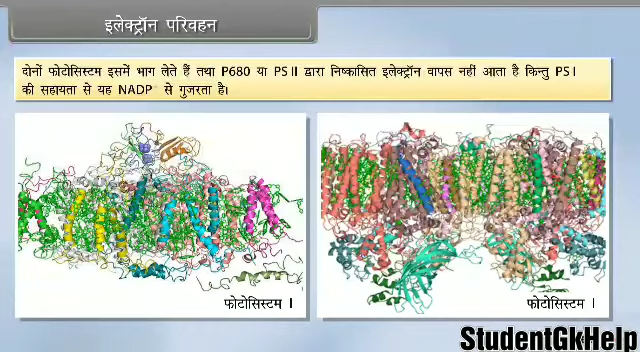 इलेक्ट्रॉन परिवहन
दोनों फोटोसिस्टम इसमें भाग लेते हैं तथा P680 या PS II द्वारा निष्कासित इलेक्ट्रॉन वापस नहीं आता है किन्तु PS I
की सहायता से यह NADP⁺ से गुजरता है।
फोटोसिस्टम I
फोटोसिस्टम I
StudentGkHelp